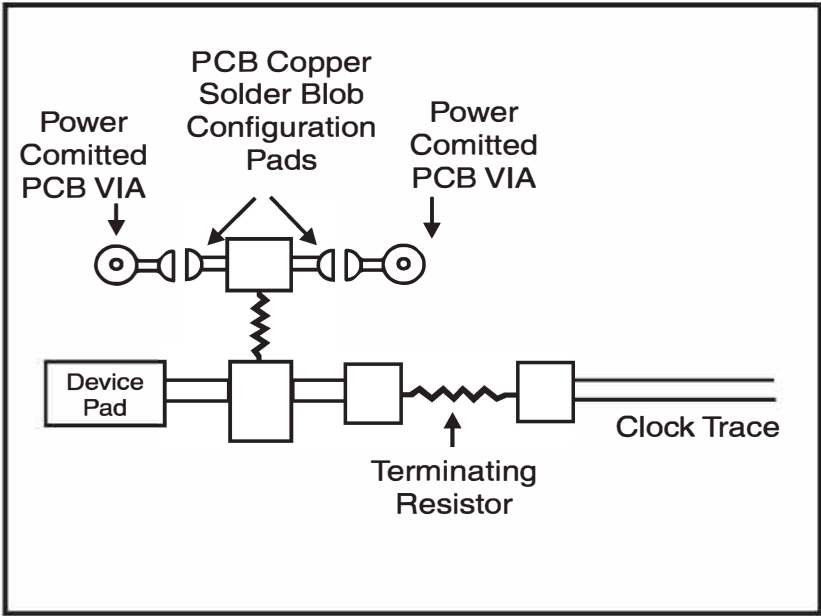 PCB Copper
Solder Blob
Configuration
Pads
Power
Comitted
PCB VIA
Power
Comitted
PCB VIA
Device
Pad
Clock Trace
Terminating
Resistor